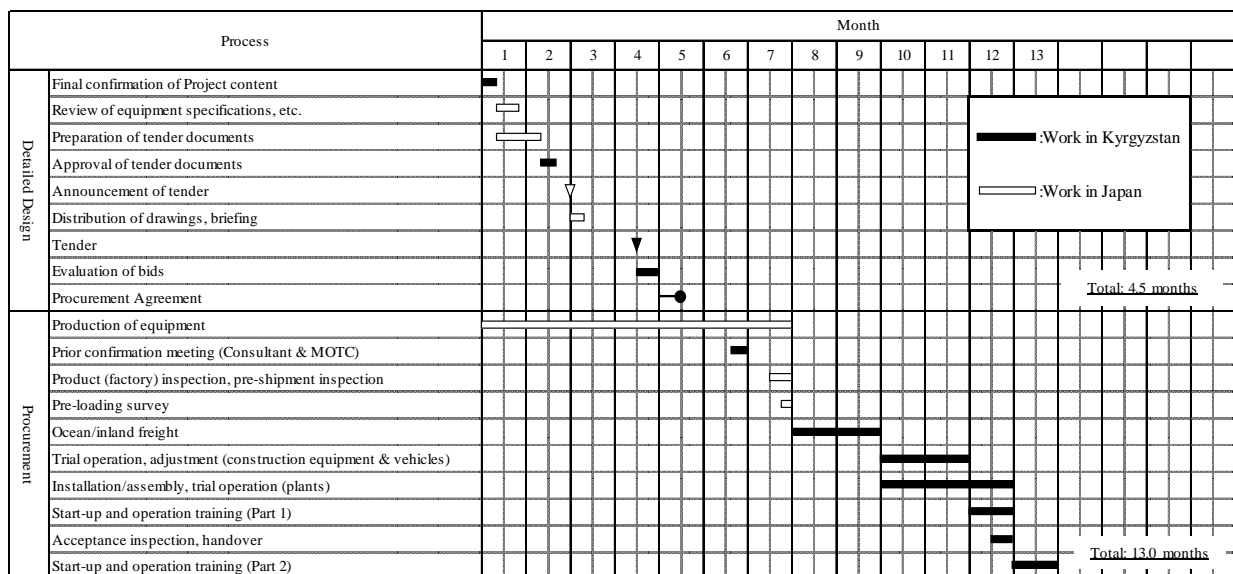 Process
Month
1 2 3 4 5 6 7 8 9 10 11 12 13
Detailed Design
Final confirmation of Project content
Review of equipment specifications, etc.
Preparation of tender documents
Approval of tender documents
Announcement of tender
Distribution of drawings, briefing
Tender
Evaluation of bids
Procurement Agreement
:Work in Kyrgyzstan
:Work in Japan
Total: 4.5 months
Procurement
Production of equipment
Prior confirmation meeting (Consultant & MOTC)
Product (factory) inspection, pre-shipment inspection
Pre-loading survey
Ocean/inland freight
Trial operation, adjustment (construction equipment & vehicles)
Installation/assembly, trial operation (plants)
Start-up and operation training (Part 1)
Acceptance inspection, handover
Start-up and operation training (Part 2)
Total: 13.0 months